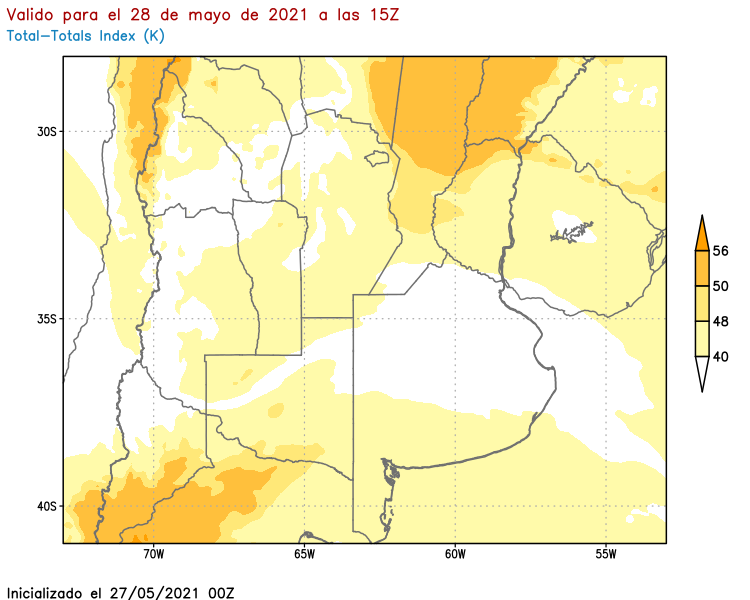 Valido para el 28 de mayo de 2021 a las 15Z
Total-Totals Index (K)
30S
35S
40S
70W 65W 60W 55W
56
50
48
40
Inicializado el 27/05/2021 00Z